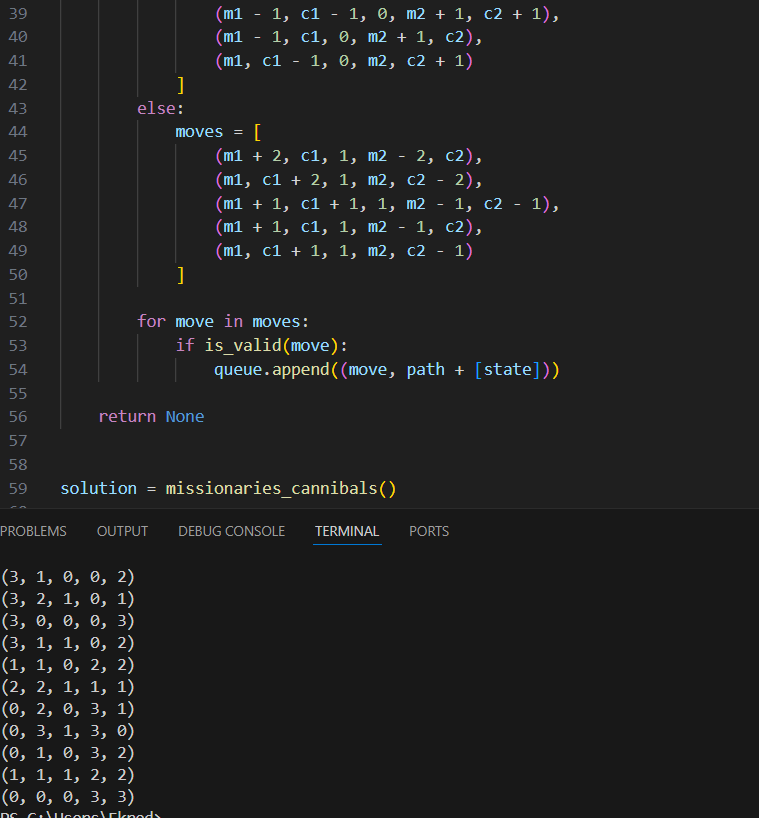 39 (m1 - 1, c1 - 1, 0, m2 + 1, c2 + 1),
40 (m1 - 1, c1, 0, m2 + 1, c2),
41 (m1, c1 - 1, 0, m2, c2 + 1)
42 ]
43 else:
44 moves = [
45 (m1 + 2, c1, 1, m2 - 2, c2),
46 (m1, c1 + 2, 1, m2, c2 - 2),
47 (m1 + 1, c1 + 1, 1, m2 - 1, c2 - 1),
48 (m1 + 1, c1, 1, m2 - 1, c2),
49 (m1, c1 + 1, 1, m2, c2 - 1)
50 ]
51
52 for move in moves:
53 if is_valid(move):
54 queue.append((move, path + [state]))
55
56 return None
57
58
59 solution = missionaries_cannibals()
PROBLEMS OUTPUT DEBUG CONSOLE TERMINAL PORTS
(3, 1, 0, 0, 2)
(3, 2, 1, 0, 1)
(3, 0, 0, 0, 3)
(3, 1, 1, 0, 2)
(1, 1, 0, 2, 2)
(2, 2, 1, 1, 1)
(0, 2, 0, 3, 1)
(0, 3, 1, 3, 0)
(0, 1, 0, 3, 2)
(1, 1, 1, 2, 2)
(0, 0, 0, 3, 3)